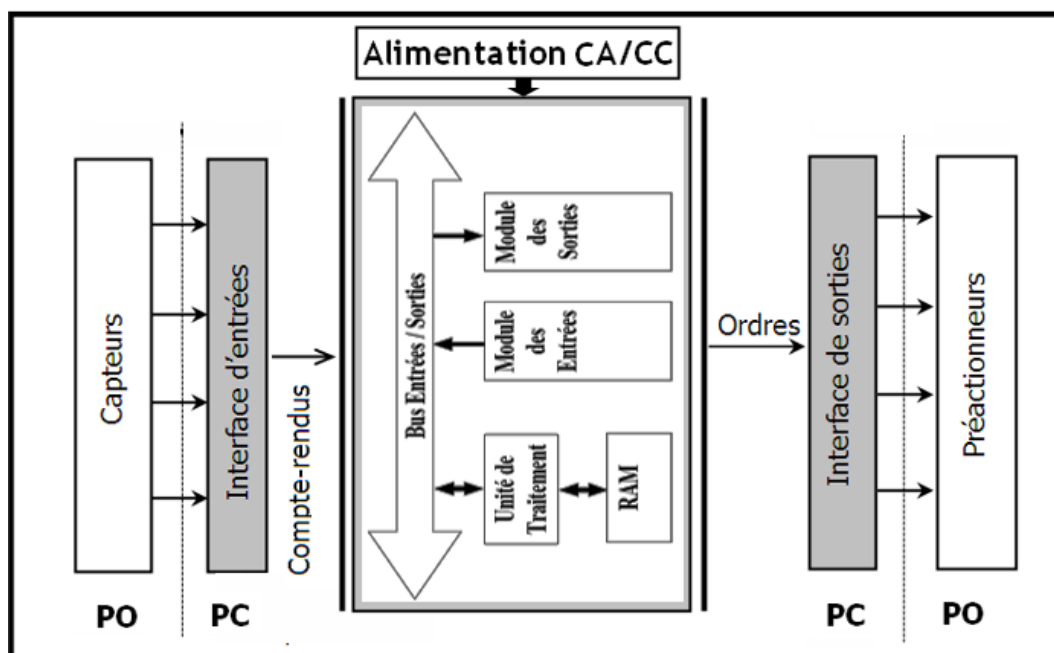 Alimentation CA/CC
Capteurs
Interface d'entrées
Compte-rendus
Bus Entrées / Sorties
Module
des
Sorties
Module
des
Entrées
Unité de
Traitement
RAM
Ordres
Interface de sorties
Préactionneurs
PO
PC
PC
PO